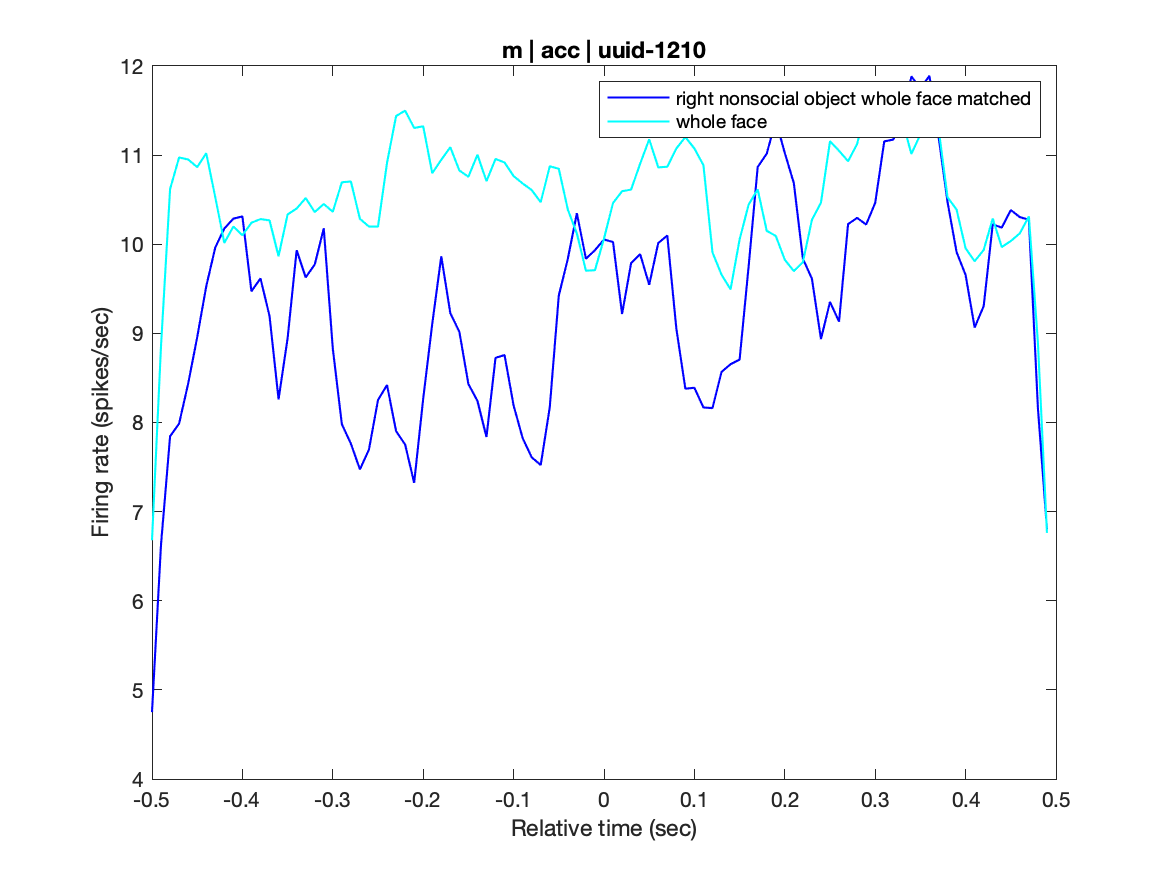 m | acc | uuid-1210
12
right nonsocial object whole face matched
whole face
11
10
9
8
7
6
5
4
Firing rate (spikes/sec)
-0.5 -0.4 -0.3 -0.2 -0.1 0 0.1 0.2 0.3 0.4 0.5
Relative time (sec)